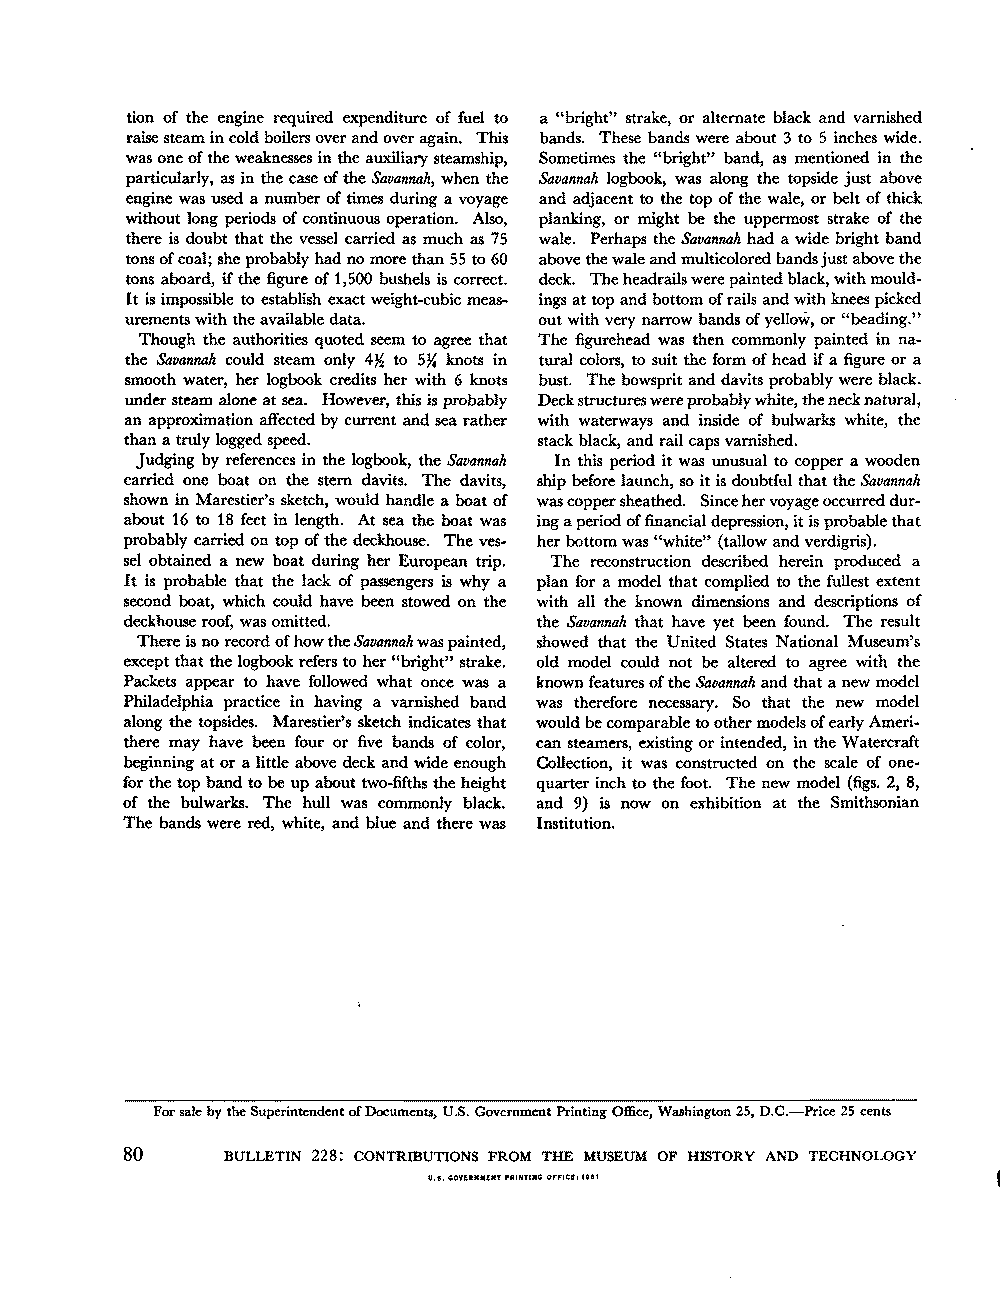 tion of the engine required expenditure of fuel to
raise steam in cold boilers over and over again. This
was one of the weaknesses in the auxiliary steamship,
particularly, as in the case of the Savannah, when the
engine was used a number of times during a voyage
without long periods of continuous operation. Also,
there is doubt that the vessel carried as much as 75
tons of coal; she probably had no more than 55 to 60
tons aboard, if the figure of 1,500 bushels is correct.
It is impossible to establish exact weight-cubic meas-
urements with the available data.
Though the authorities quoted seem to agree that
the Savannah could steam only 4½ to 5¼ knots in
smooth water, her logbook credits her with 6 knots
under steam alone at sea. However, this is probably
an approximation affected by current and sea rather
than a truly logged speed.
Judging by references in the logbook, the Savannah
carried one boat on the stern davits. The davits,
shown in Marestier's sketch, would handle a boat of
about 16 to 18 feet in length. At sea the boat was
probably carried on top of the deckhouse. The ves-
sel obtained a new boat during her European trip.
It is probable that the lack of passengers is why a
second boat, which could have been stowed on the
deckhouse roof, was omitted.
There is no record of how the Savannah was painted,
except that the logbook refers to her "bright" strake.
Packets appear to have followed what once was a
Philadelphia practice in having a varnished band
along the topsides. Marestier's sketch indicates that
there may have been four or five bands of color,
beginning at or a little above deck and wide enough
for the top band to be up about two-fifths the height
of the bulwarks. The hull was commonly black.
The bands were red, white, and blue and there was
a "bright" strake, or alternate black and varnished
bands. These bands were about 3 to 5 inches wide.
Sometimes the "bright" band, as mentioned in the
Savannah logbook, was along the topside just above
and adjacent to the top of the wale, or belt of thick
planking, or might be the uppermost strake of the
wale. Perhaps the Savannah had a wide bright band
above the wale and multicolored bands just above the
deck. The headrails were painted black, with mould-
ings at top and bottom of rails and with knees picked
out with very narrow bands of yellow, or "beading."
The figurehead was then commonly painted in na-
tural colors, to suit the form of head if a figure or a
bust. The bowsprit and davits probably were black.
Deck structures were probably white, the neck natural,
with waterways and inside of bulwarks white, the
stack black, and rail caps varnished.
In this period it was unusual to copper a wooden
ship before launch, so it is doubtful that the Savannah
was copper sheathed. Since her voyage occurred dur-
ing a period of financial depression, it is probable that
her bottom was "white" (tallow and verdigris).
The reconstruction described herein produced a
plan for a model that complied to the fullest extent
with all the known dimensions and descriptions of
the Savannah that have yet been found. The result
showed that the United States National Museum's
old model could not be altered to agree with the
known features of the Savannah and that a new model
was therefore necessary. So that the new model
would be comparable to other models of early Ameri-
can steamers, existing or intended, in the Watercraft
Collection, it was constructed on the scale of one-
quarter inch to the foot. The new model (figs. 2, 8,
and 9) is now on exhibition at the Smithsonian
Institution.
For sale by the Superintendent of Documents, U.S. Government Printing Office, Washington 25, D.C.—Price 25 cents
80 BULLETIN 228: CONTRIBUTIONS FROM THE MUSEUM OF HISTORY AND TECHNOLOGY
U.S. GOVERNMENT PRINTING OFFICE: 1961